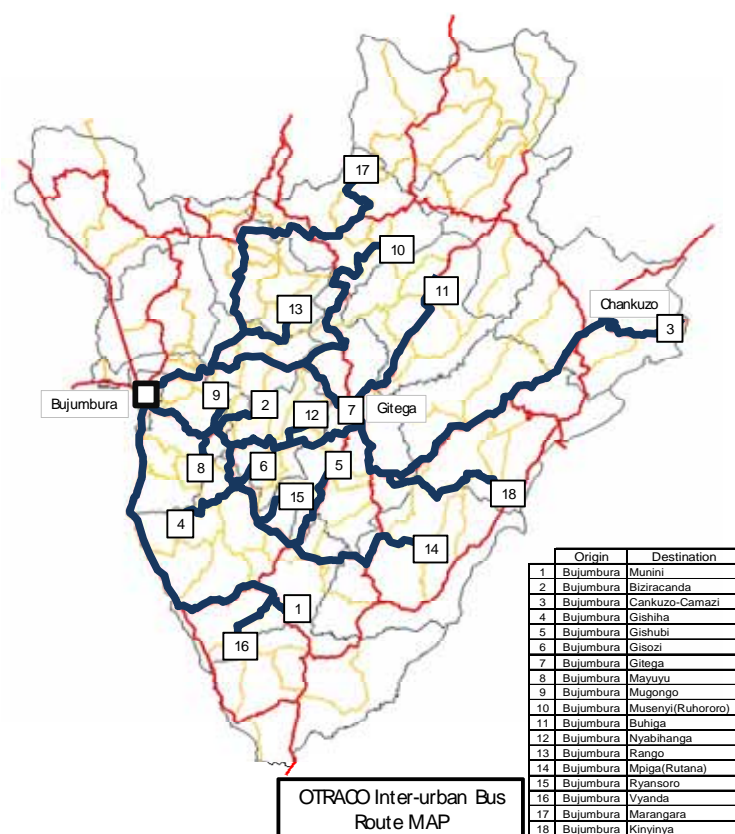 17
10
11
13
Chankuzo
3
Bujumbura
9
2
12
7
Gitega
8
6
5
15
18
4
14
1
16
Origin Destination
1 Bujumbura Munini
2 Bujumbura Biziracanda
3 Bujumbura Cankuzo-Camazi
4 Bujumbura Gishiha
5 Bujumbura Gishubi
6 Bujumbura Gisozi
7 Bujumbura Gitega
8 Bujumbura Mayuyu
9 Bujumbura Mugongo
10 Bujumbura Musenyi(Ruhororo)
11 Bujumbura Buhiga
12 Bujumbura Nyabihanga
13 Bujumbura Rango
14 Bujumbura Mpiga(Rutana)
15 Bujumbura Ryansoro
16 Bujumbura Vyanda
17 Bujumbura Marangara
18 Bujumbura Kinyinya
OTRACO Inter-urban Bus
Route MAP